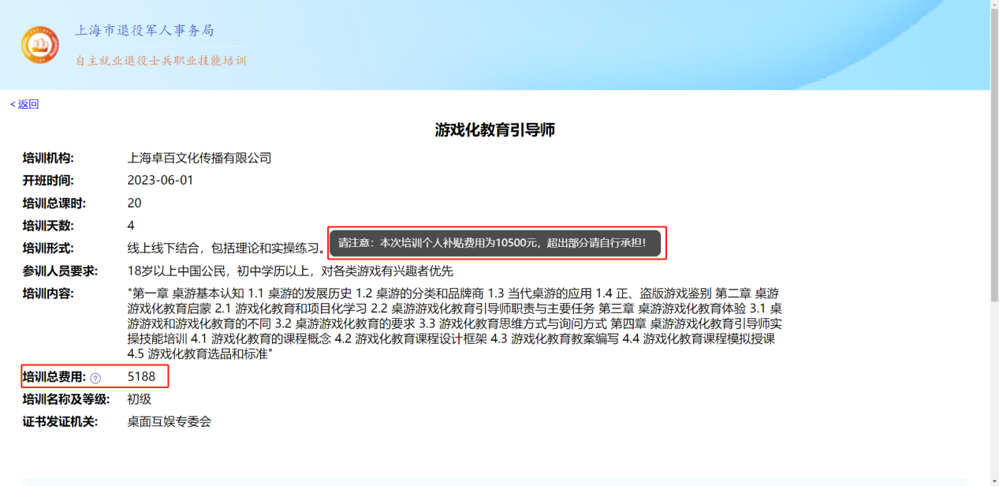 上海市退役军人事务局
自主就业退役士兵职业技能培训
< 返回
游戏化教育引导师
培训机构: 上海卓百文化传播有限公司
开班时间: 2023-06-01
培训总课时: 20
培训天数: 4
请注意：本次培训个人补贴费用为10500元，超出部分请自行承担！
培训形式: 线上线下结合，包括理论和实操练习。
参训人员要求: 18岁以上中国公民，初中学历以上，对各类游戏有兴趣者优先
培训内容: "第一章 桌游基本认知 1.1 桌游的发展历史 1.2 桌游的分类和品牌商 1.3 当代桌游的应用 1.4 正、盗版游戏鉴别 第二章 桌游
游戏化教育启蒙 2.1 游戏化教育和项目化学习 2.2 桌游游戏化教育引导师职责与主要任务 第三章 桌游游戏化教育体验 3.1 桌
游游戏和游戏化教育的不同 3.2 桌游游戏化教育的要求 3.3 游戏化教育思维方式与询问方式 第四章 桌游游戏化教育引导师实
操技能培训 4.1 游戏化教育的课程概念 4.2 游戏化教育课程设计框架 4.3 游戏化教育教案编写 4.4 游戏化教育课程模拟授课
4.5 游戏化教育选品和标准"
培训总费用: ? 5188
培训名称及等级: 初级
证书发证机关: 桌面互娱专委会